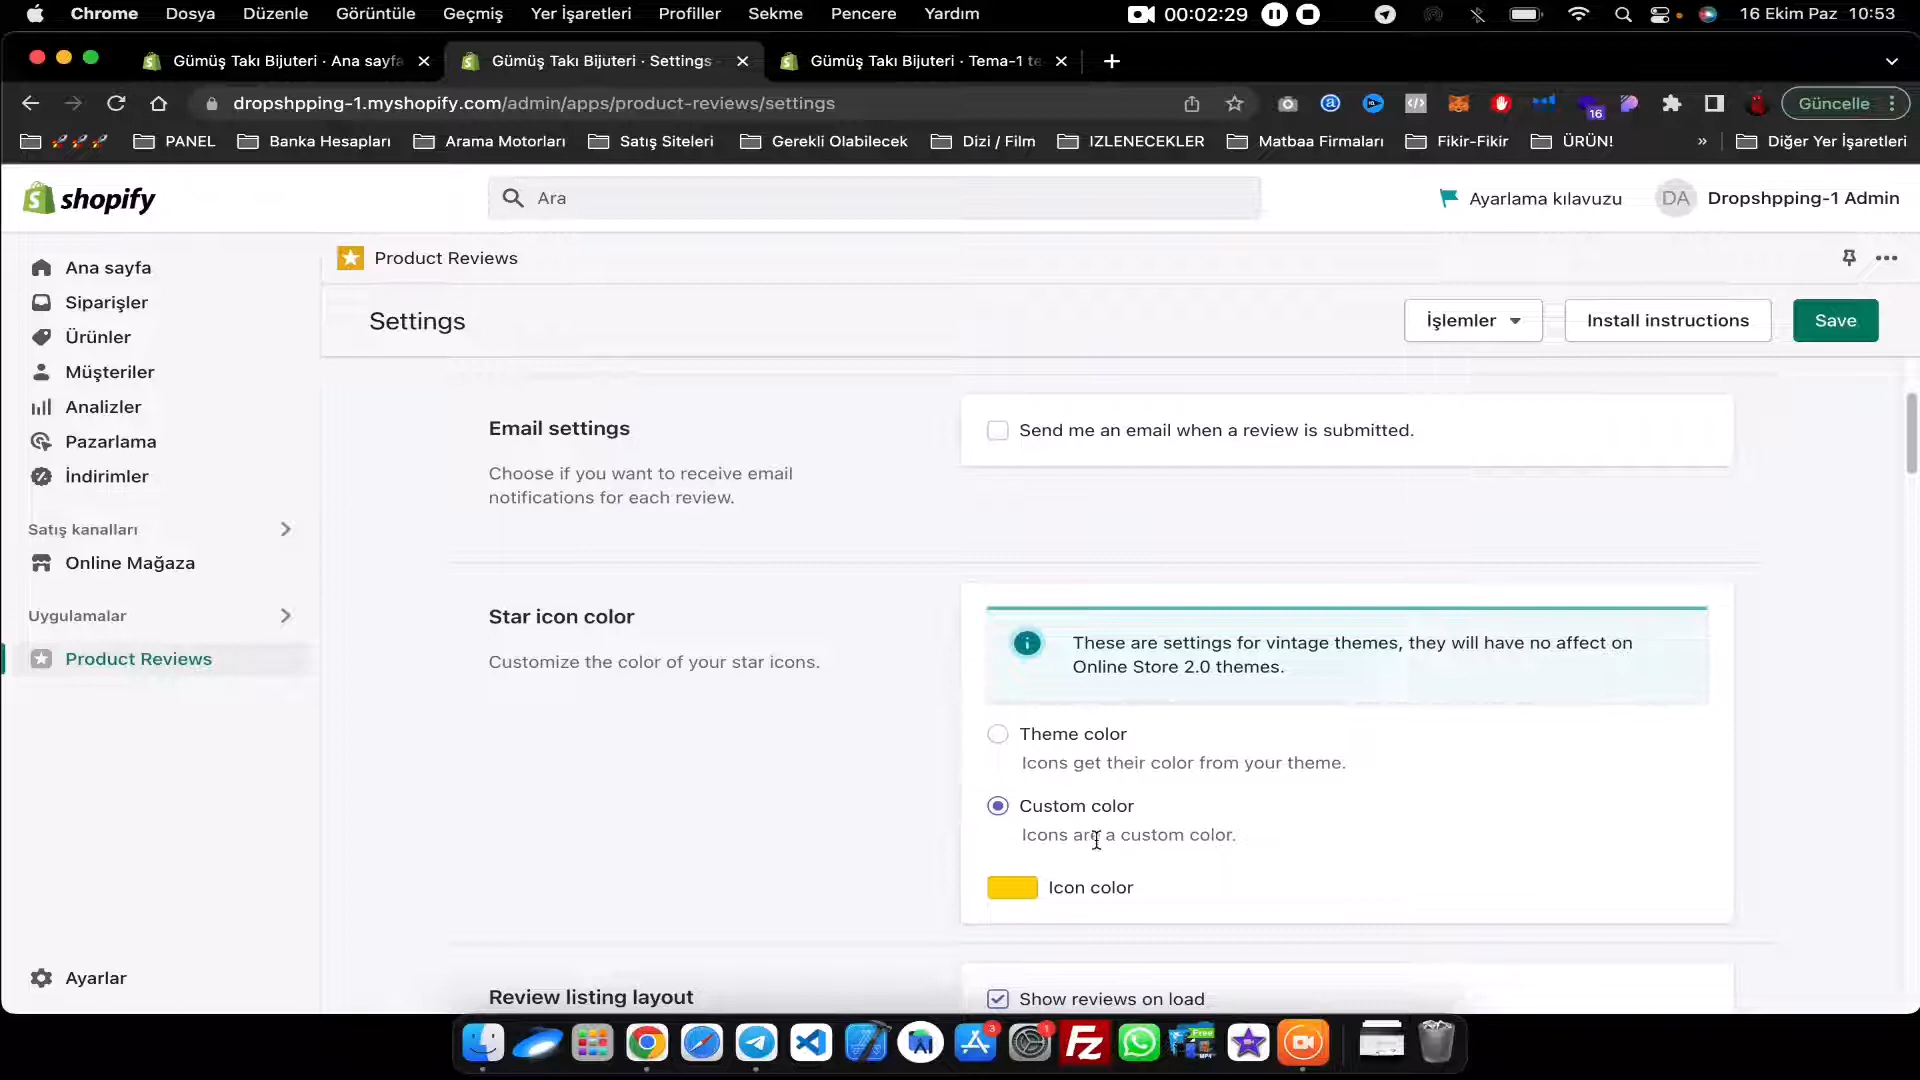 Chrome Dosya Düzenle Görüntüle Geçmiş Yer İşaretleri Profiller Sekme Pencere Yardım 00:02:29 16 Ekim Paz 10:53
Gümüş Takı Bijuteri · Ana sayfa Gümüş Takı Bijuteri · Settings Gümüş Takı Bijuteri · Tema-1 te
dropshpping-1.myshopify.com/admin/apps/product-reviews/settings 16 Güncelle
PANEL Banka Hesapları Arama Motorları Satış Siteleri Gerekli Olabilecek Dizi / Film IZLENECEKLER Matbaa Firmaları Fikir-Fikir ÜRÜN! » Diğer Yer İşaretleri
shopify Ara Ayarlama kılavuzu DA Dropshpping-1 Admin
Product Reviews
Settings İşlemler Install instructions Save
Ana sayfa
Siparişler
Ürünler
Müşteriler
Analizler
Pazarlama
İndirimler
Satış kanalları
Online Mağaza
Uygulamalar
Product Reviews
Ayarlar
Email settings
Choose if you want to receive email
notifications for each review.
Send me an email when a review is submitted.
Star icon color
Customize the color of your star icons.
These are settings for vintage themes, they will have no affect on
Online Store 2.0 themes.
Theme color
Icons get their color from your theme.
Custom color
Icons are a custom color.
Icon color
Review listing layout
Show reviews on load
3 1 Fz Free MP4